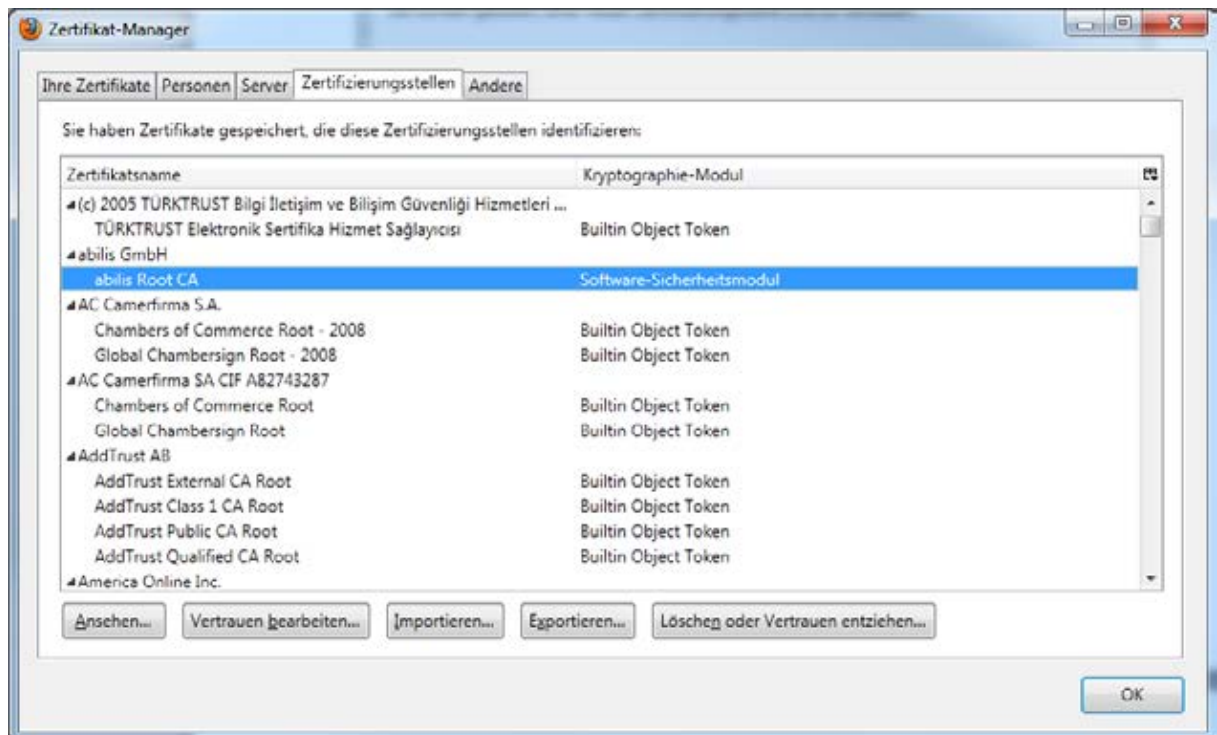 Zertifikat-Manager
Ihre Zertifikate Personen Server Zertifizierungsstellen Andere
Sie haben Zertifikate gespeichert, die diese Zertifizierungsstellen identifizieren:
Zertifikatsname Kryptographie-Modul
(c) 2005 TÜRKTRUST Bilgi İletişim ve Bilişim Güvenliği Hizmetleri ...
TÜRKTRUST Elektronik Sertifika Hizmet Sağlayıcısı Builtin Object Token
abilis GmbH
abilis Root CA Software-Sicherheitsmodul
AC Camerfirma S.A.
Chambers of Commerce Root - 2008 Builtin Object Token
Global Chambersign Root - 2008 Builtin Object Token
AC Camerfirma SA CIF A82743287
Chambers of Commerce Root Builtin Object Token
Global Chambersign Root Builtin Object Token
AddTrust AB
AddTrust External CA Root Builtin Object Token
AddTrust Class 1 CA Root Builtin Object Token
AddTrust Public CA Root Builtin Object Token
AddTrust Qualified CA Root Builtin Object Token
America Online Inc.
Ansehen... Vertrauen bearbeiten... Importieren... Exportieren... Löschen oder Vertrauen entziehen...
OK